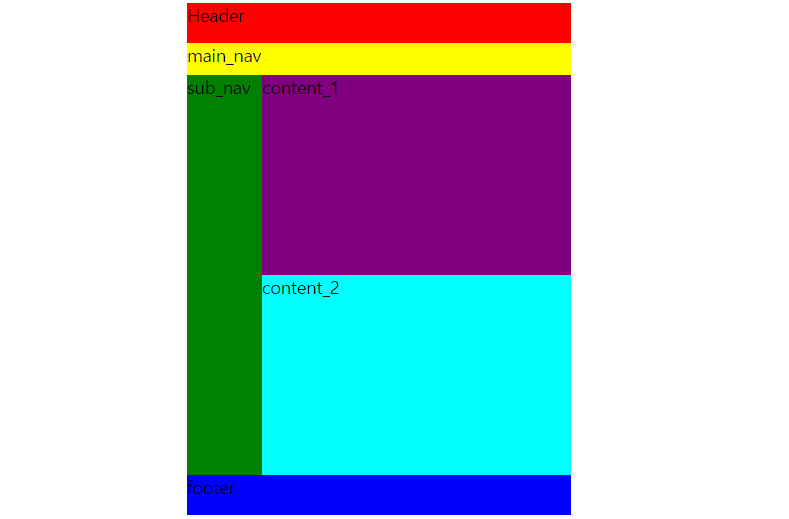 Header
main_nav
sub_nav
content_1
content_2
footer